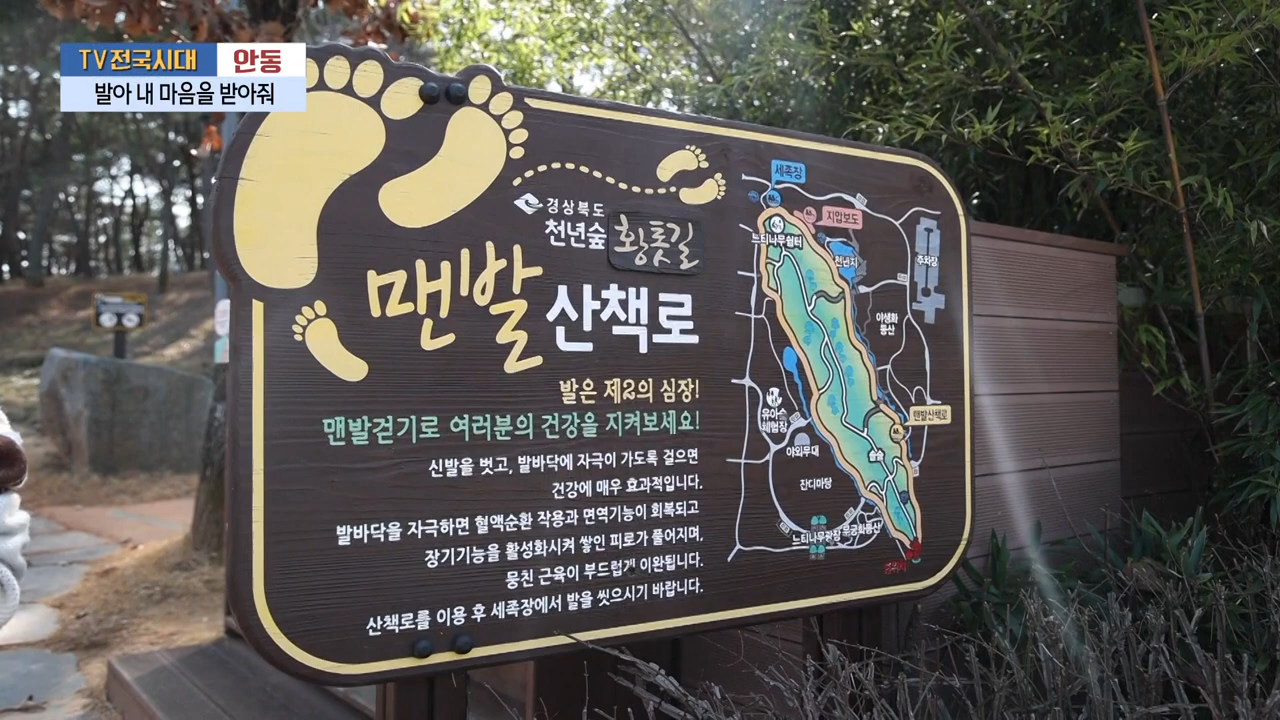 TV전국시대 안동
발아 내 마음을 받아줘
경상북도
천년숲 황톳길
맨발 산책로
발은 제2의 심장!
맨발걷기로 여러분의 건강을 지켜보세요!
신발을 벗고, 발바닥에 자극이 가도록 걸으면
건강에 매우 효과적입니다.
발바닥을 자극하면 혈액순환 작용과 면역기능이 회복되고
장기기능을 활성화시켜 쌓인 피로가 풀어지며,
뭉친 근육이 부드럽게 이완됩니다.
산책로를 이용 후 세족장에서 발을 씻으시기 바랍니다.
세족장
지압보도
느티나무쉼터
천년지
주차장
야생화
동산
맨발산책로
유아숲
체험장
야외무대
솔숲
잔디마당
느티나무광장 무궁화동산